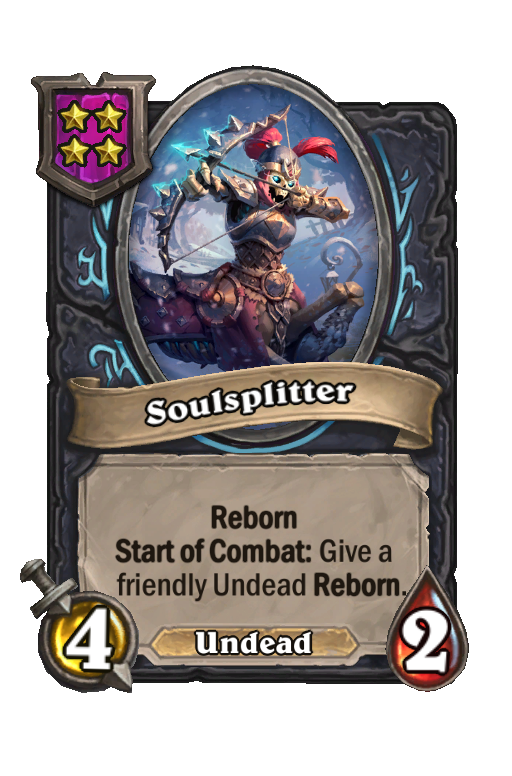 Soulsplitter
Reborn
Start of Combat: Give a
friendly Undead Reborn.
4
Undead
2